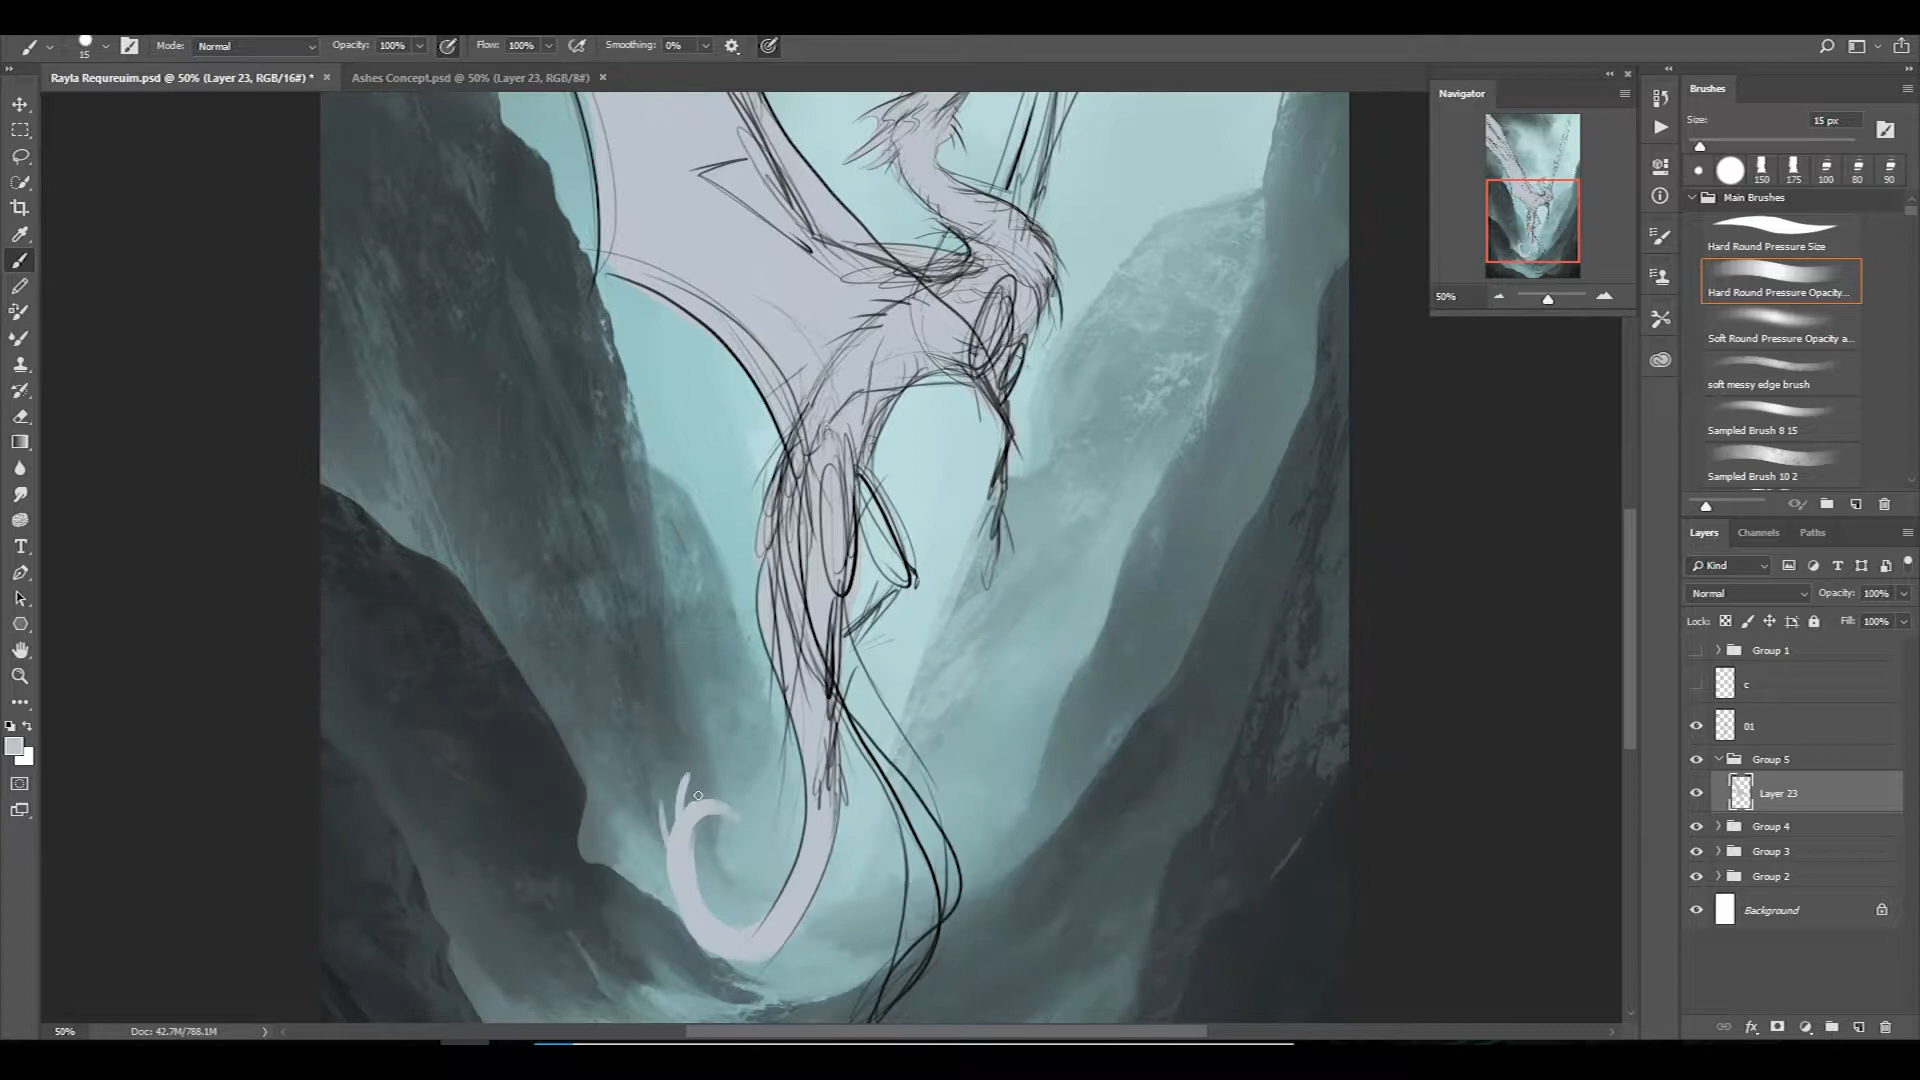 15 Mode: Normal Opacity: 100% Flow: 100% Smoothing: 0%
Rayla Requreuim.psd @ 50% (Layer 23, RGB/16#) * × Ashes Concept.psd @ 50% (Layer 23, RGB/8#) ×
Navigator
50%
Brushes
Size: 15 px
150 175 100 80 90
Main Brushes
Hard Round Pressure Size
Hard Round Pressure Opacity...
Soft Round Pressure Opacity a...
soft messy edge brush
Sampled Brush 8 15
Sampled Brush 10 2
Layers Channels Paths
Kind
Normal Opacity: 100%
Lock: Fill: 100%
Group 1
c
01
Group 5
Layer 23
Group 4
Group 3
Group 2
Background
50% Doc: 42.7M/788.1M